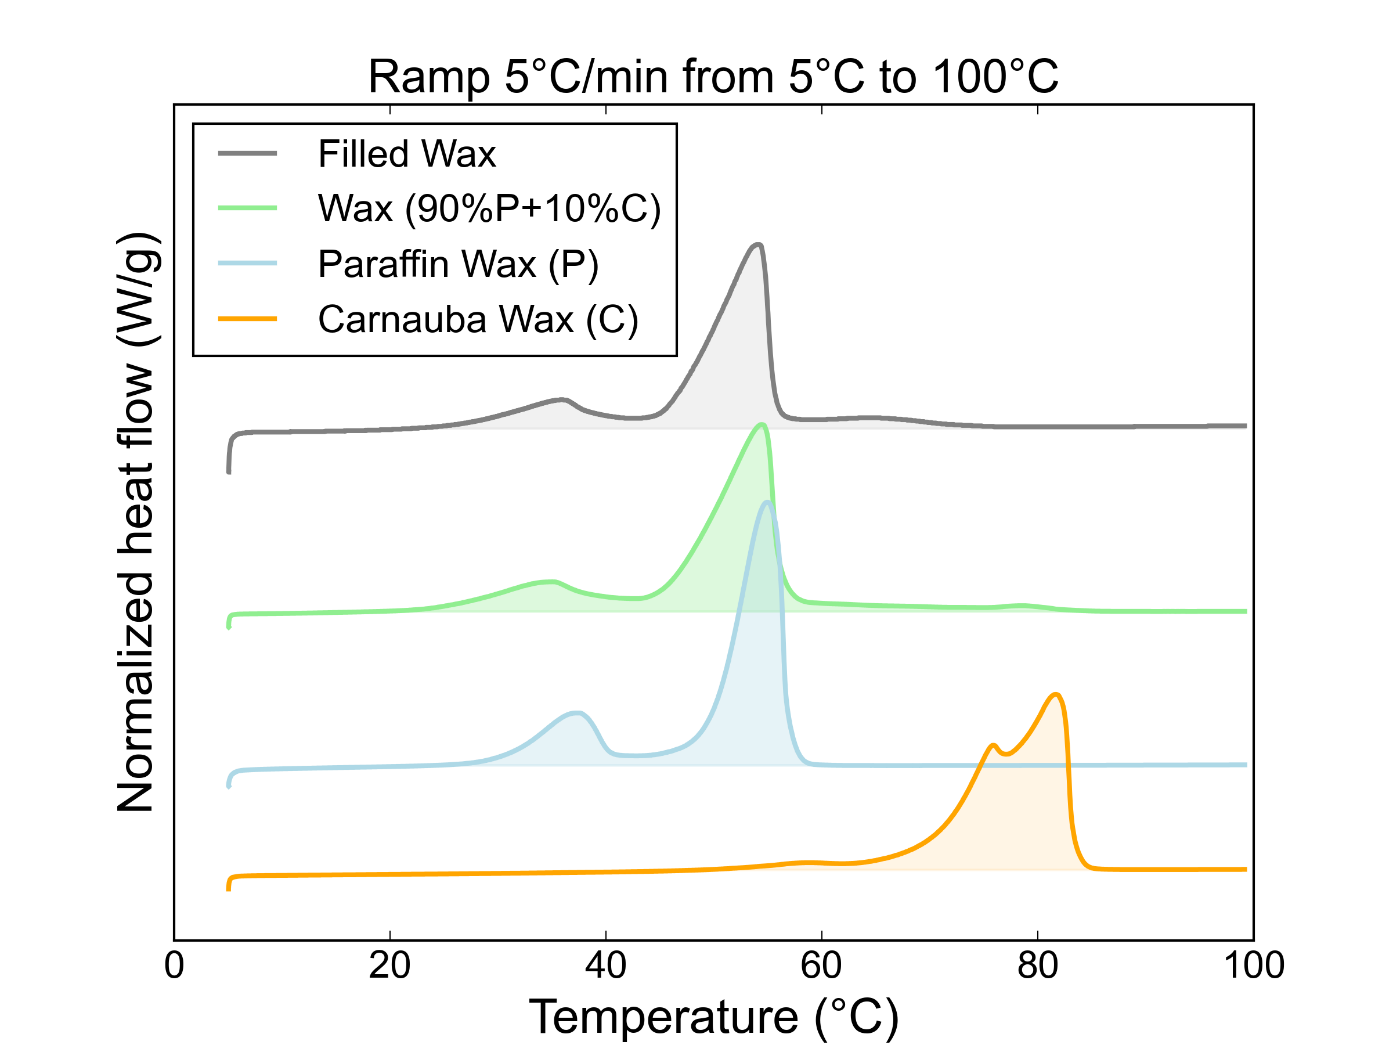 Ramp 5°C/min from 5°C to 100°C
Filled Wax
Wax (90%P+10%C)
Paraffin Wax (P)
Carnauba Wax (C)
Normalized heat flow (W/g)
0 20 40 60 80 100
Temperature (°C)